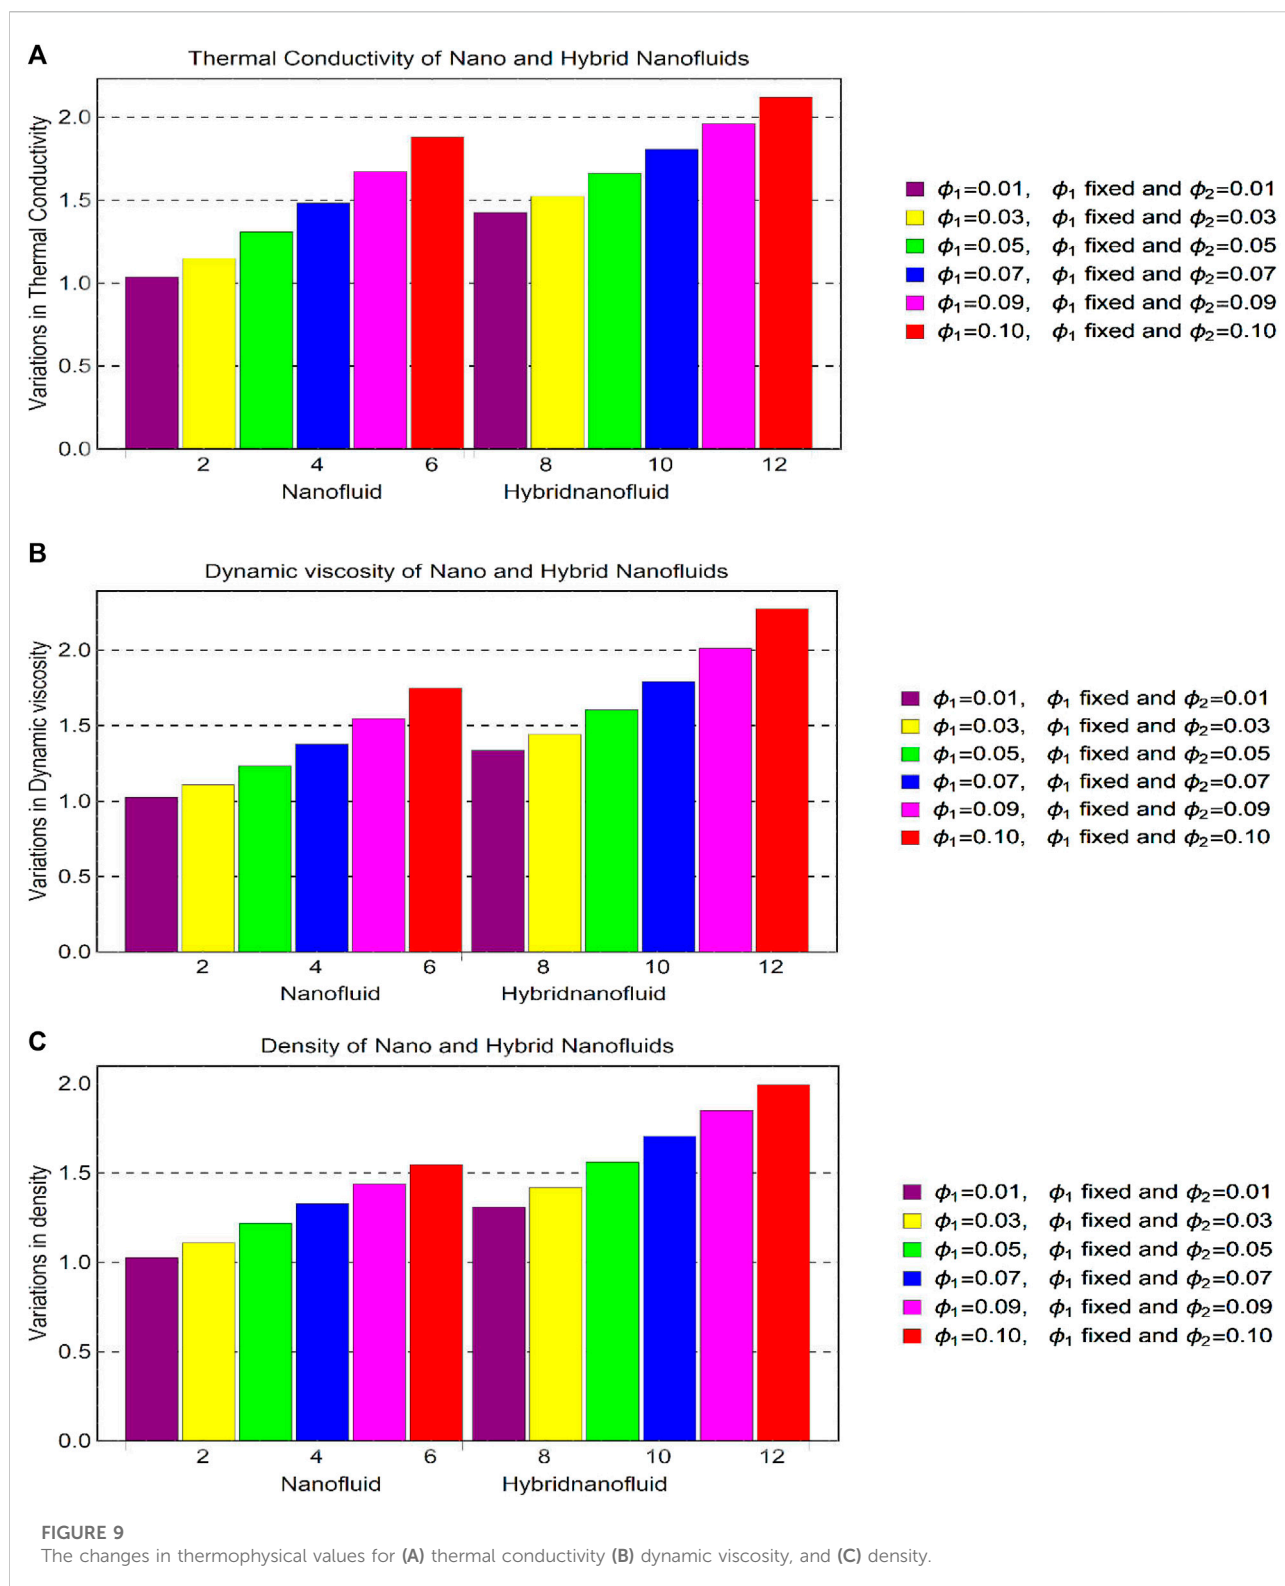 A
Thermal Conductivity of Nano and Hybrid Nanofluids
Variations in Thermal Conductivity
2.0
1.5
1.0
0.5
0.0
2 4 6 8 10 12
Nanofluid Hybridnanofluid
ϕ1=0.01, ϕ1 fixed and ϕ2=0.01
ϕ1=0.03, ϕ1 fixed and ϕ2=0.03
ϕ1=0.05, ϕ1 fixed and ϕ2=0.05
ϕ1=0.07, ϕ1 fixed and ϕ2=0.07
ϕ1=0.09, ϕ1 fixed and ϕ2=0.09
ϕ1=0.10, ϕ1 fixed and ϕ2=0.10
B
Dynamic viscosity of Nano and Hybrid Nanofluids
Variations in Dynamic viscosity
2.0
1.5
1.0
0.5
0.0
2 4 6 8 10 12
Nanofluid Hybridnanofluid
ϕ1=0.01, ϕ1 fixed and ϕ2=0.01
ϕ1=0.03, ϕ1 fixed and ϕ2=0.03
ϕ1=0.05, ϕ1 fixed and ϕ2=0.05
ϕ1=0.07, ϕ1 fixed and ϕ2=0.07
ϕ1=0.09, ϕ1 fixed and ϕ2=0.09
ϕ1=0.10, ϕ1 fixed and ϕ2=0.10
C
Density of Nano and Hybrid Nanofluids
Variations in density
2.0
1.5
1.0
0.5
0.0
2 4 6 8 10 12
Nanofluid Hybridnanofluid
ϕ1=0.01, ϕ1 fixed and ϕ2=0.01
ϕ1=0.03, ϕ1 fixed and ϕ2=0.03
ϕ1=0.05, ϕ1 fixed and ϕ2=0.05
ϕ1=0.07, ϕ1 fixed and ϕ2=0.07
ϕ1=0.09, ϕ1 fixed and ϕ2=0.09
ϕ1=0.10, ϕ1 fixed and ϕ2=0.10
FIGURE 9
The changes in thermophysical values for (A) thermal conductivity (B) dynamic viscosity, and (C) density.